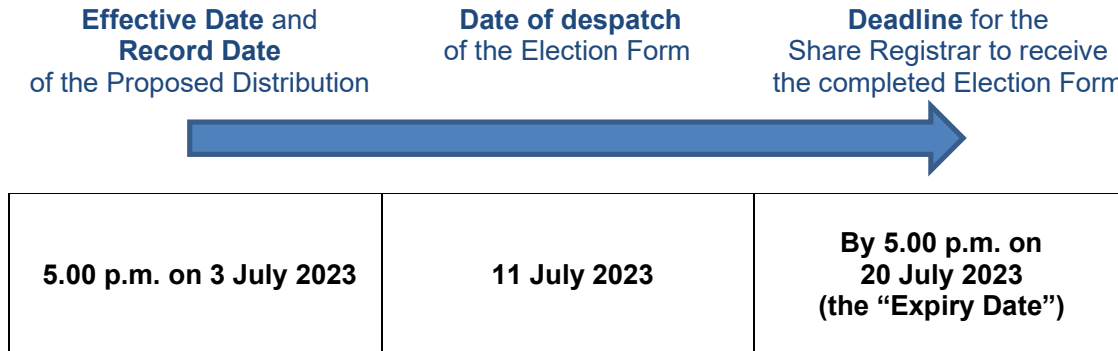 Effective Date and
Record Date
of the Proposed Distribution
Date of despatch
of the Election Form
Deadline for the
Share Registrar to receive
the completed Election Form
5.00 p.m. on 3 July 2023
11 July 2023
By 5.00 p.m. on
20 July 2023
(the “Expiry Date”)